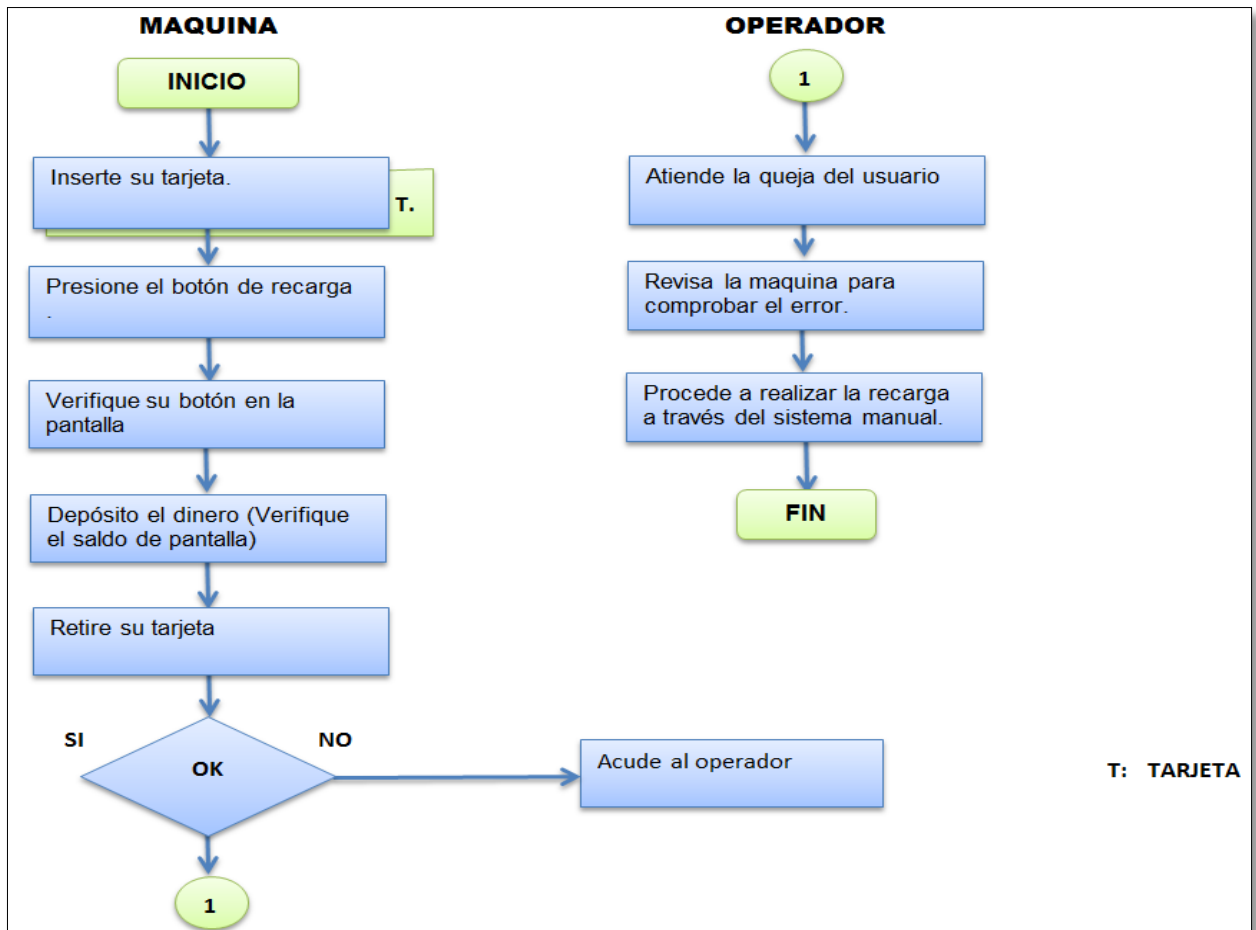 MAQUINA
INICIO
Inserte su tarjeta.
T.
Presione el botón de recarga
.
Verifique su botón en la
pantalla
Depósito el dinero (Verifique
el saldo de pantalla)
Retire su tarjeta
SI
NO
OK
1
Acude al operador
OPERADOR
1
Atiende la queja del usuario
Revisa la maquina para
comprobar el error.
Procede a realizar la recarga
a través del sistema manual.
FIN
T: TARJETA